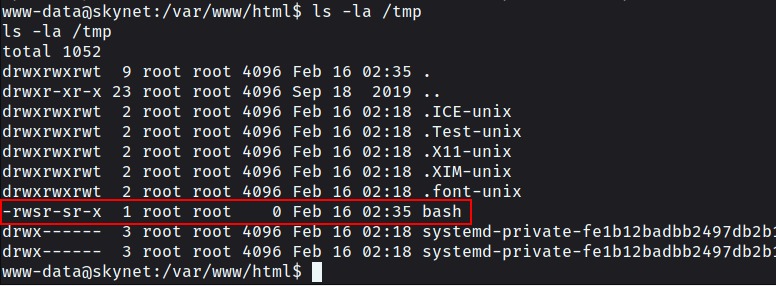 www-data@skynet:/var/www/html$ ls -la /tmp
ls -la /tmp
total 1052
drwxrwxrwt  9 root root 4096 Feb 16 02:35 .
drwxr-xr-x 23 root root 4096 Sep 18  2019 ..
drwxrwxrwt  2 root root 4096 Feb 16 02:18 .ICE-unix
drwxrwxrwt  2 root root 4096 Feb 16 02:18 .Test-unix
drwxrwxrwt  2 root root 4096 Feb 16 02:18 .X11-unix
drwxrwxrwt  2 root root 4096 Feb 16 02:18 .XIM-unix
drwxrwxrwt  2 root root 4096 Feb 16 02:18 .font-unix
-rwsr-sr-x  1 root root    0 Feb 16 02:35 bash
drwx------  3 root root 4096 Feb 16 02:18 systemd-private-fe1b12badbb2497db2b1
drwx------  3 root root 4096 Feb 16 02:18 systemd-private-fe1b12badbb2497db2b1
www-data@skynet:/var/www/html$